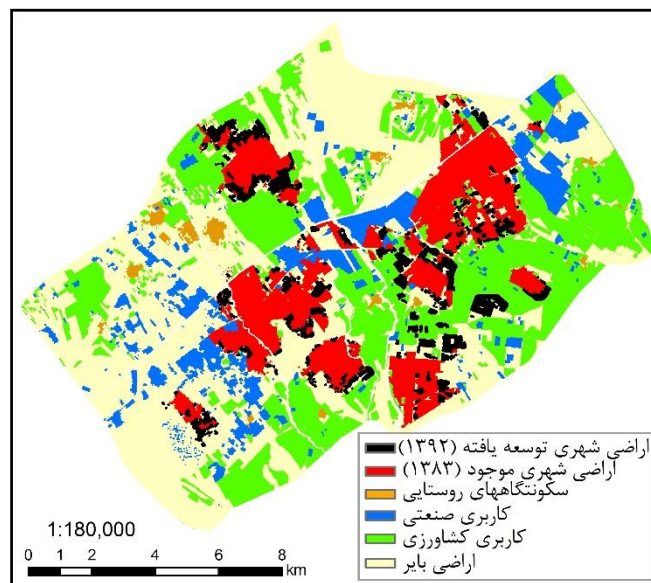 اراضی شهری توسعه یافته (۱۳۹۲)
اراضی شهری موجود (۱۳۸۳)
سکونتگاههای روستایی
کاربری صنعتی
کاربری کشاورزی
اراضی بایر
1:180,000
0 1 2 4 6 8
km